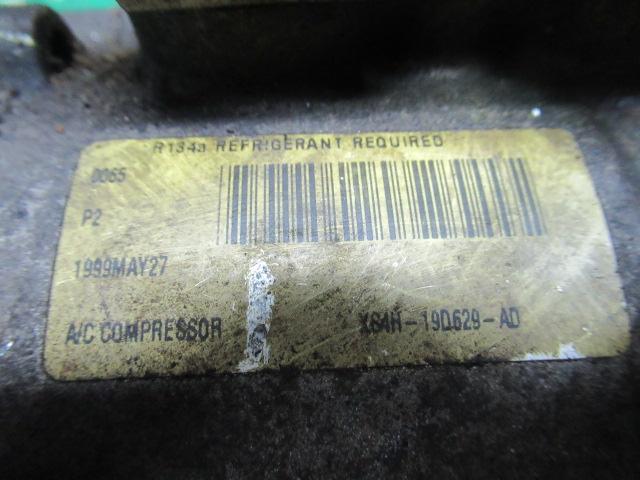 R134a REFRIGERANT REQUIRED
0065
P2
1999MAY27
A/C COMPRESSOR XS4H-19D629-AD